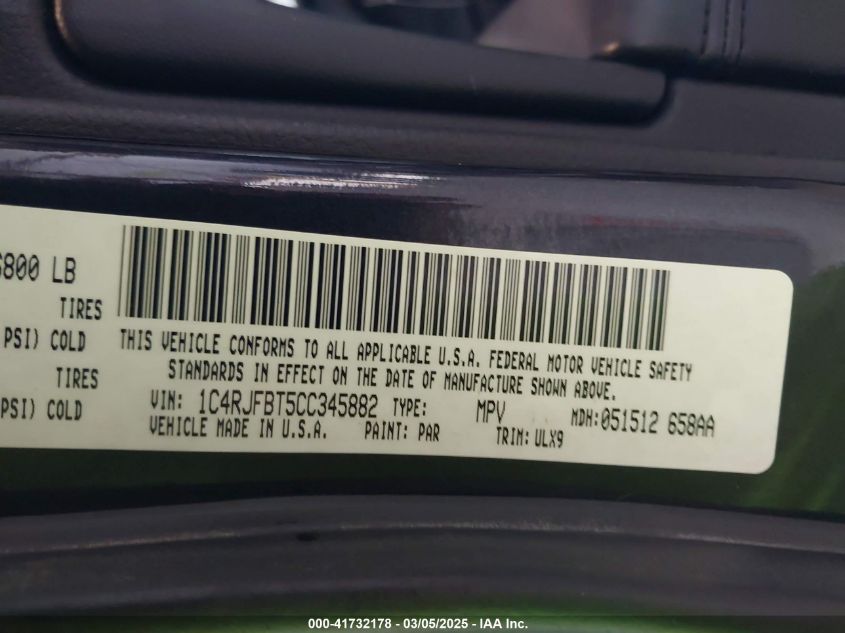 6800 LB
TIRES
PSI) COLD
TIRES
PSI) COLD
THIS VEHICLE CONFORMS TO ALL APPLICABLE U.S.A. FEDERAL MOTOR VEHICLE SAFETY
STANDARDS IN EFFECT ON THE DATE OF MANUFACTURE SHOWN ABOVE.
VIN: 1C4RJFBT5CC345882 TYPE: MPV MDH:051512 658AA
VEHICLE MADE IN U.S.A. PAINT: PAR TRIM: ULX9
000-41732178 - 03/05/2025 - IAA Inc.